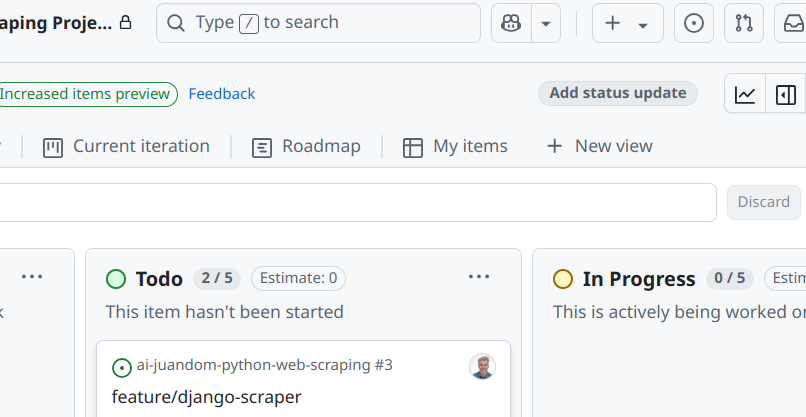 aping Proje...
Type / to search
Increased items preview
Feedback
Add status update
Current iteration
Roadmap
My items
+ New view
Discard
Todo 2 / 5 Estimate: 0
This item hasn't been started
ai-juandom-python-web-scraping #3
feature/django-scraper
In Progress 0 / 5
This is actively being worked